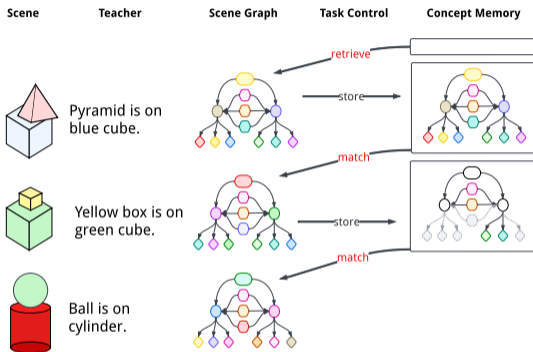 Scene Teacher Scene Graph Task Control Concept Memory
retrieve
store
Pyramid is on
blue cube.
match
Yellow box is on
green cube.
store
match
Ball is on
cylinder.